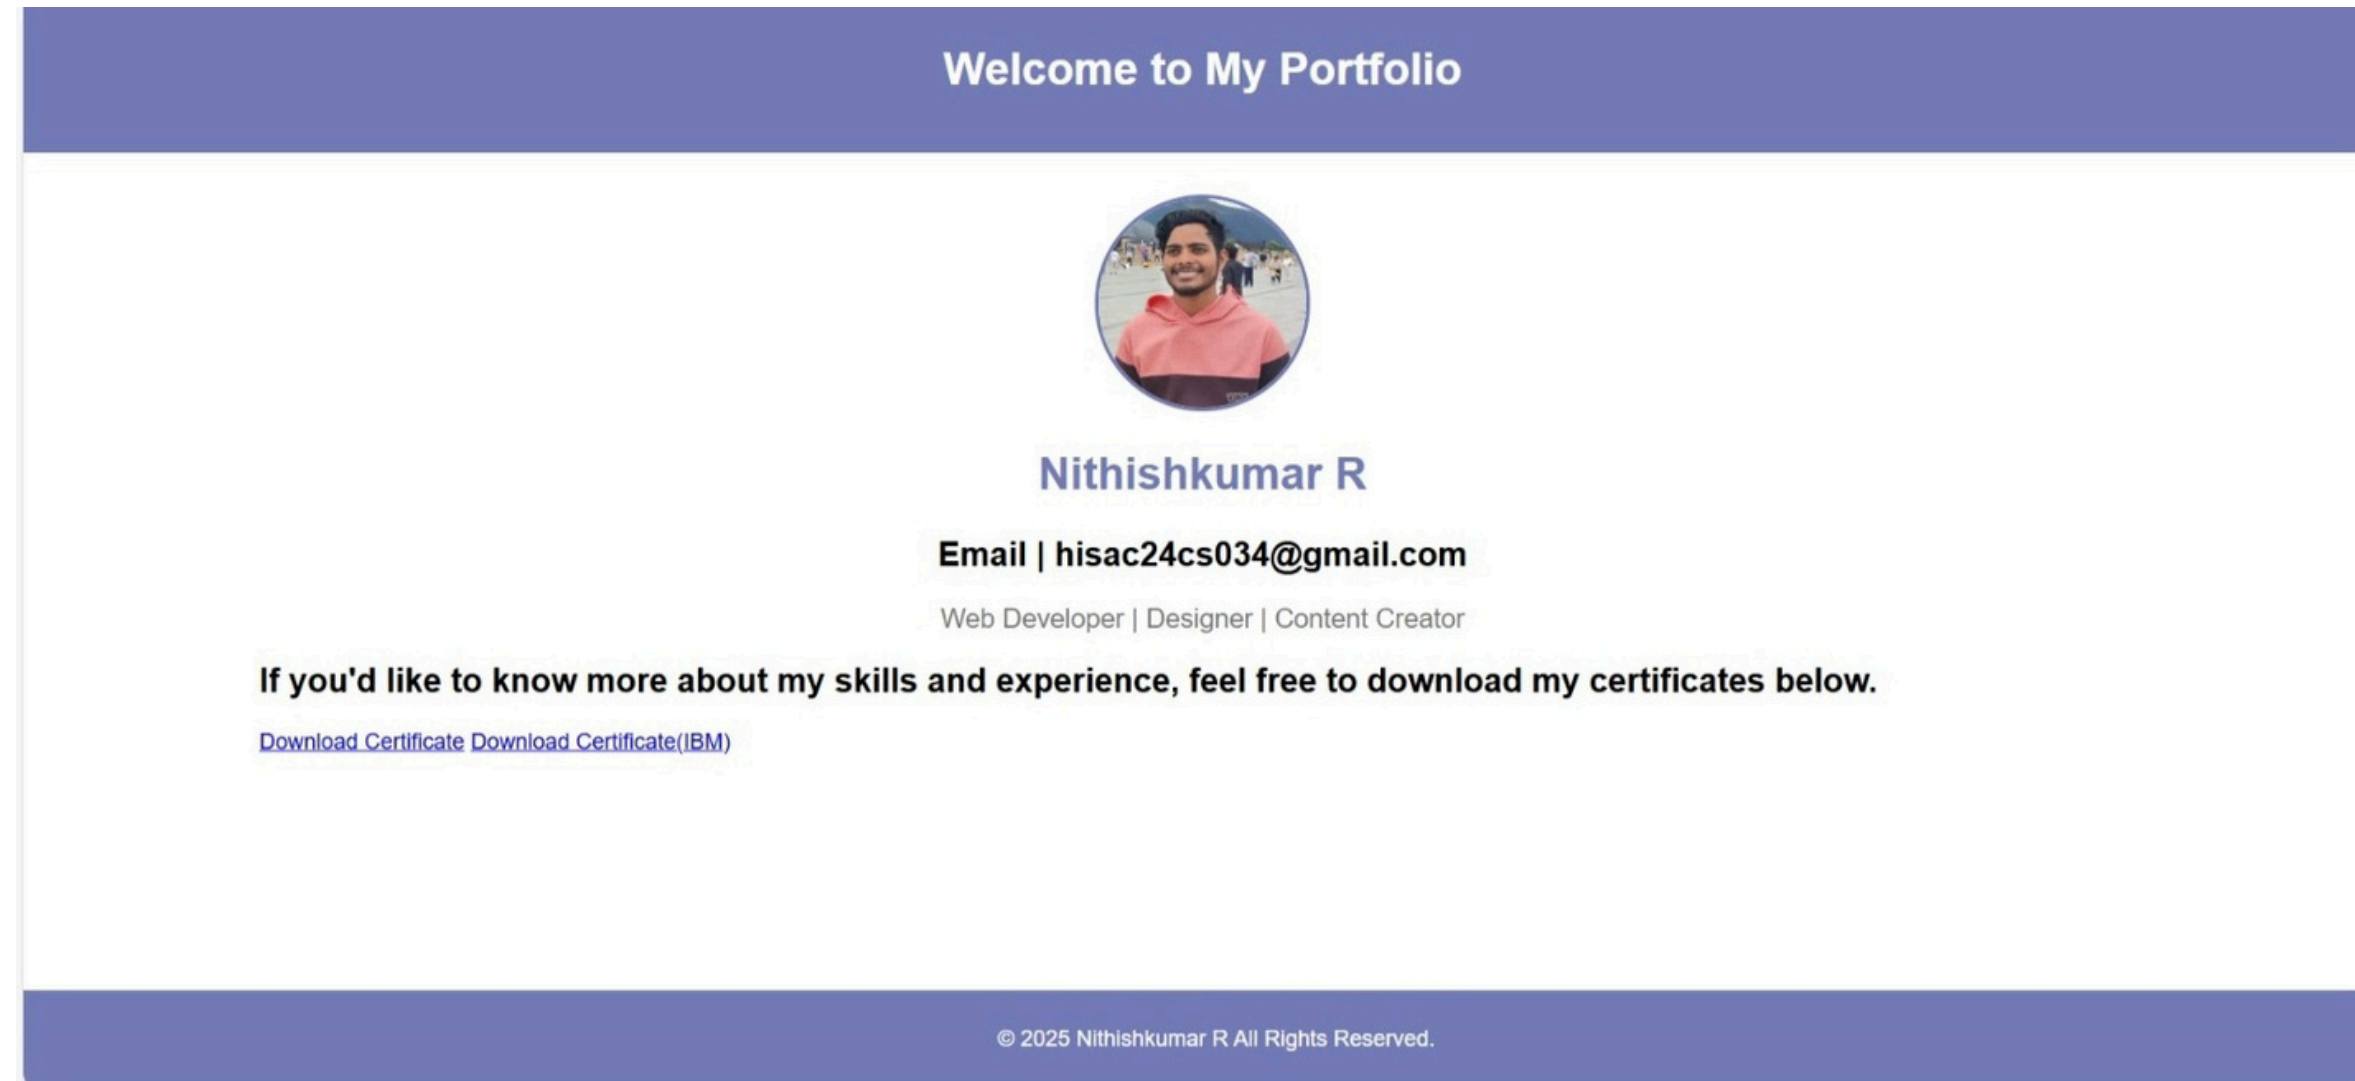 Welcome to My Portfolio
Nithishkumar R
Email | hisac24cs034@gmail.com
Web Developer | Designer | Content Creator
If you'd like to know more about my skills and experience, feel free to download my certificates below.
Download Certificate Download Certificate(IBM)
© 2025 Nithishkumar R All Rights Reserved.